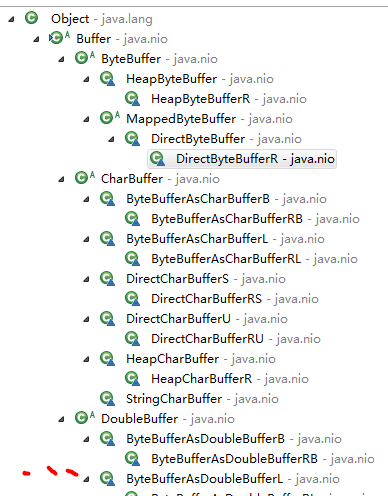 Object - java.lang
Buffer - java.nio
ByteBuffer - java.nio
HeapByteBuffer - java.nio
HeapByteBufferR - java.nio
MappedByteBuffer - java.nio
DirectByteBuffer - java.nio
DirectByteBufferR - java.nio
CharBuffer - java.nio
ByteBufferAsCharBufferB - java.nio
ByteBufferAsCharBufferRB - java.nio
ByteBufferAsCharBufferL - java.nio
ByteBufferAsCharBufferRL - java.nio
DirectCharBufferS - java.nio
DirectCharBufferRS - java.nio
DirectCharBufferU - java.nio
DirectCharBufferRU - java.nio
HeapCharBuffer - java.nio
HeapCharBufferR - java.nio
StringCharBuffer - java.nio
DoubleBuffer - java.nio
ByteBufferAsDoubleBufferB - java.nio
ByteBufferAsDoubleBufferRB - java.nio
ByteBufferAsDoubleBufferL - java.nio